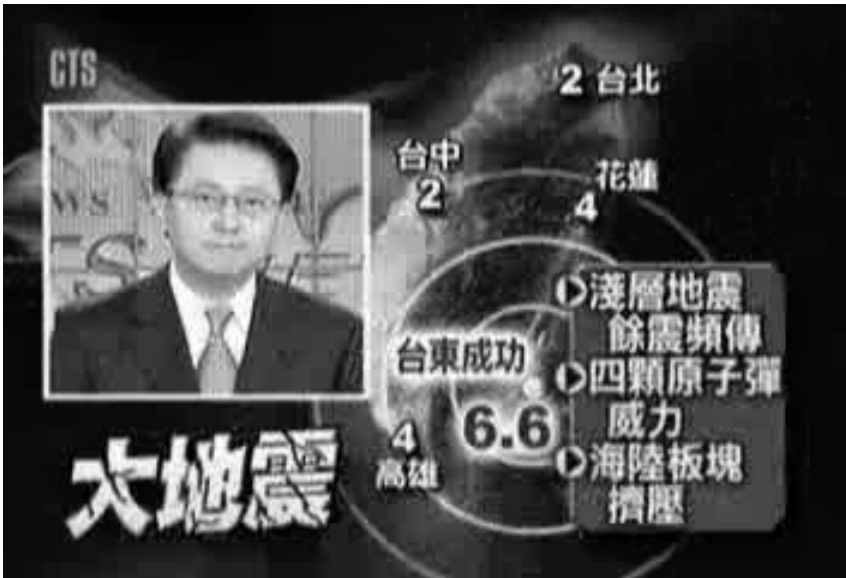 CTS
2 台北
台中
2
花蓮
4
淺層地震
餘震頻傳
四顆原子彈
威力
海陸板塊
擠壓
台東成功
6.6
4
高雄
大地震